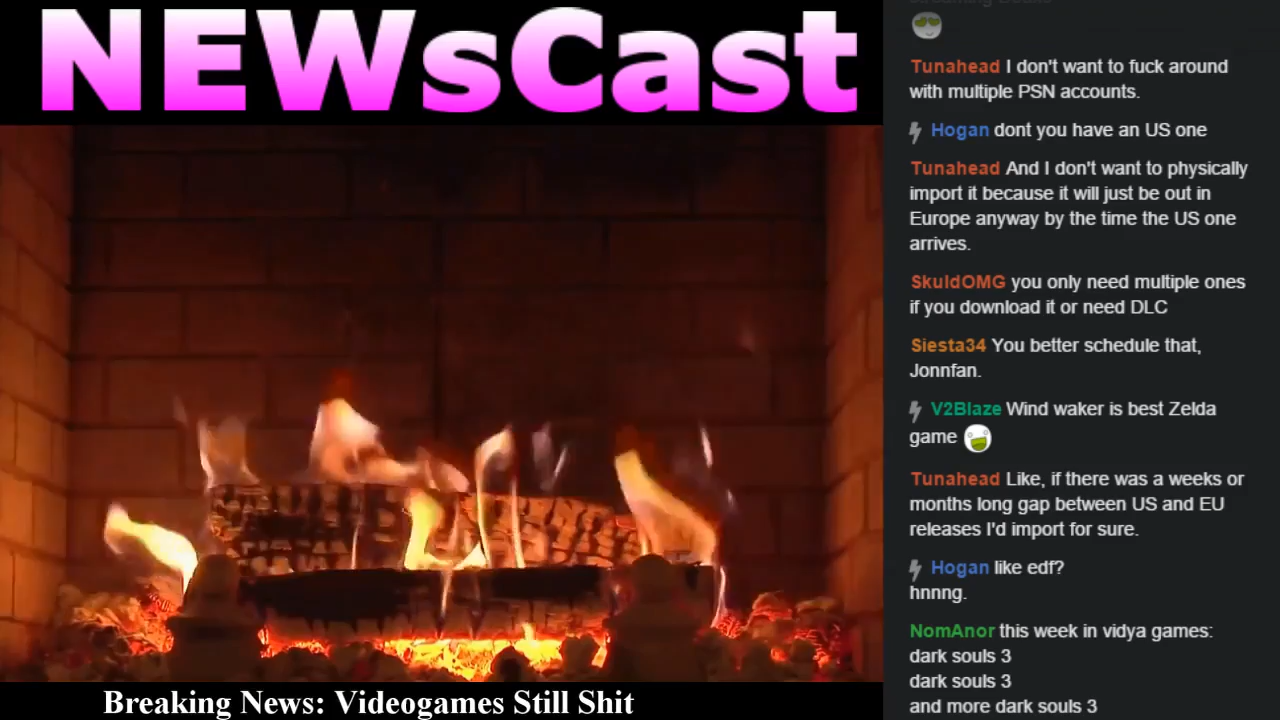 NEWsCast
Breaking News: Videogames Still Shit
Tunahead I don't want to fuck around
with multiple PSN accounts.
Hogan dont you have an US one
Tunahead And I don't want to physically
import it because it will just be out in
Europe anyway by the time the US one
arrives.
SkuldOMG you only need multiple ones
if you download it or need DLC
Siesta34 You better schedule that,
Jonnfan.
V2Blaze Wind waker is best Zelda
game
Tunahead Like, if there was a weeks or
months long gap between US and EU
releases I'd import for sure.
Hogan like edf?
hnnng.
NomAnor this week in vidya games:
dark souls 3
dark souls 3
and more dark souls 3